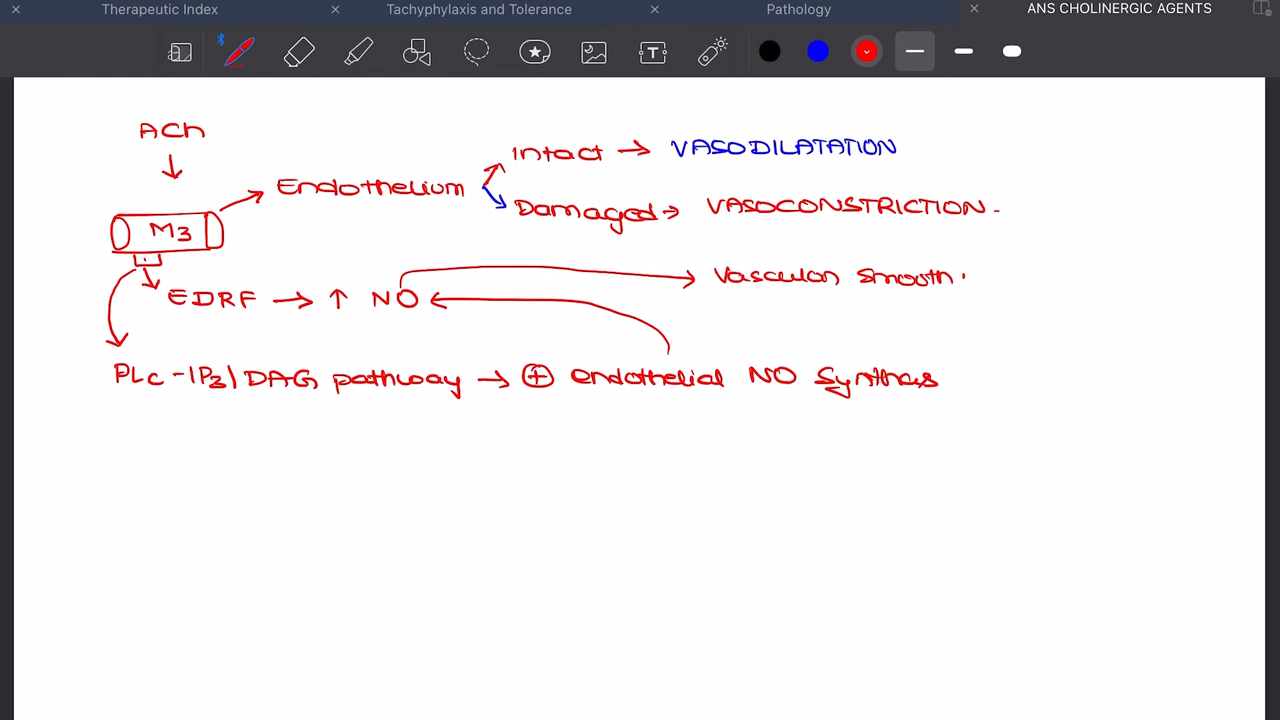 Therapeutic Index
Tachyphylaxis and Tolerance
Pathology
ANS CHOLINERGIC AGENTS
ACh
Intact → VASODILATATION
Endothelium
Damaged → VASOCONSTRICTION
M3
Vascular smooth
EDRF → ↑ NO
PLC-IP3/DAG pathway → ⊕ endothelial NO Synthas